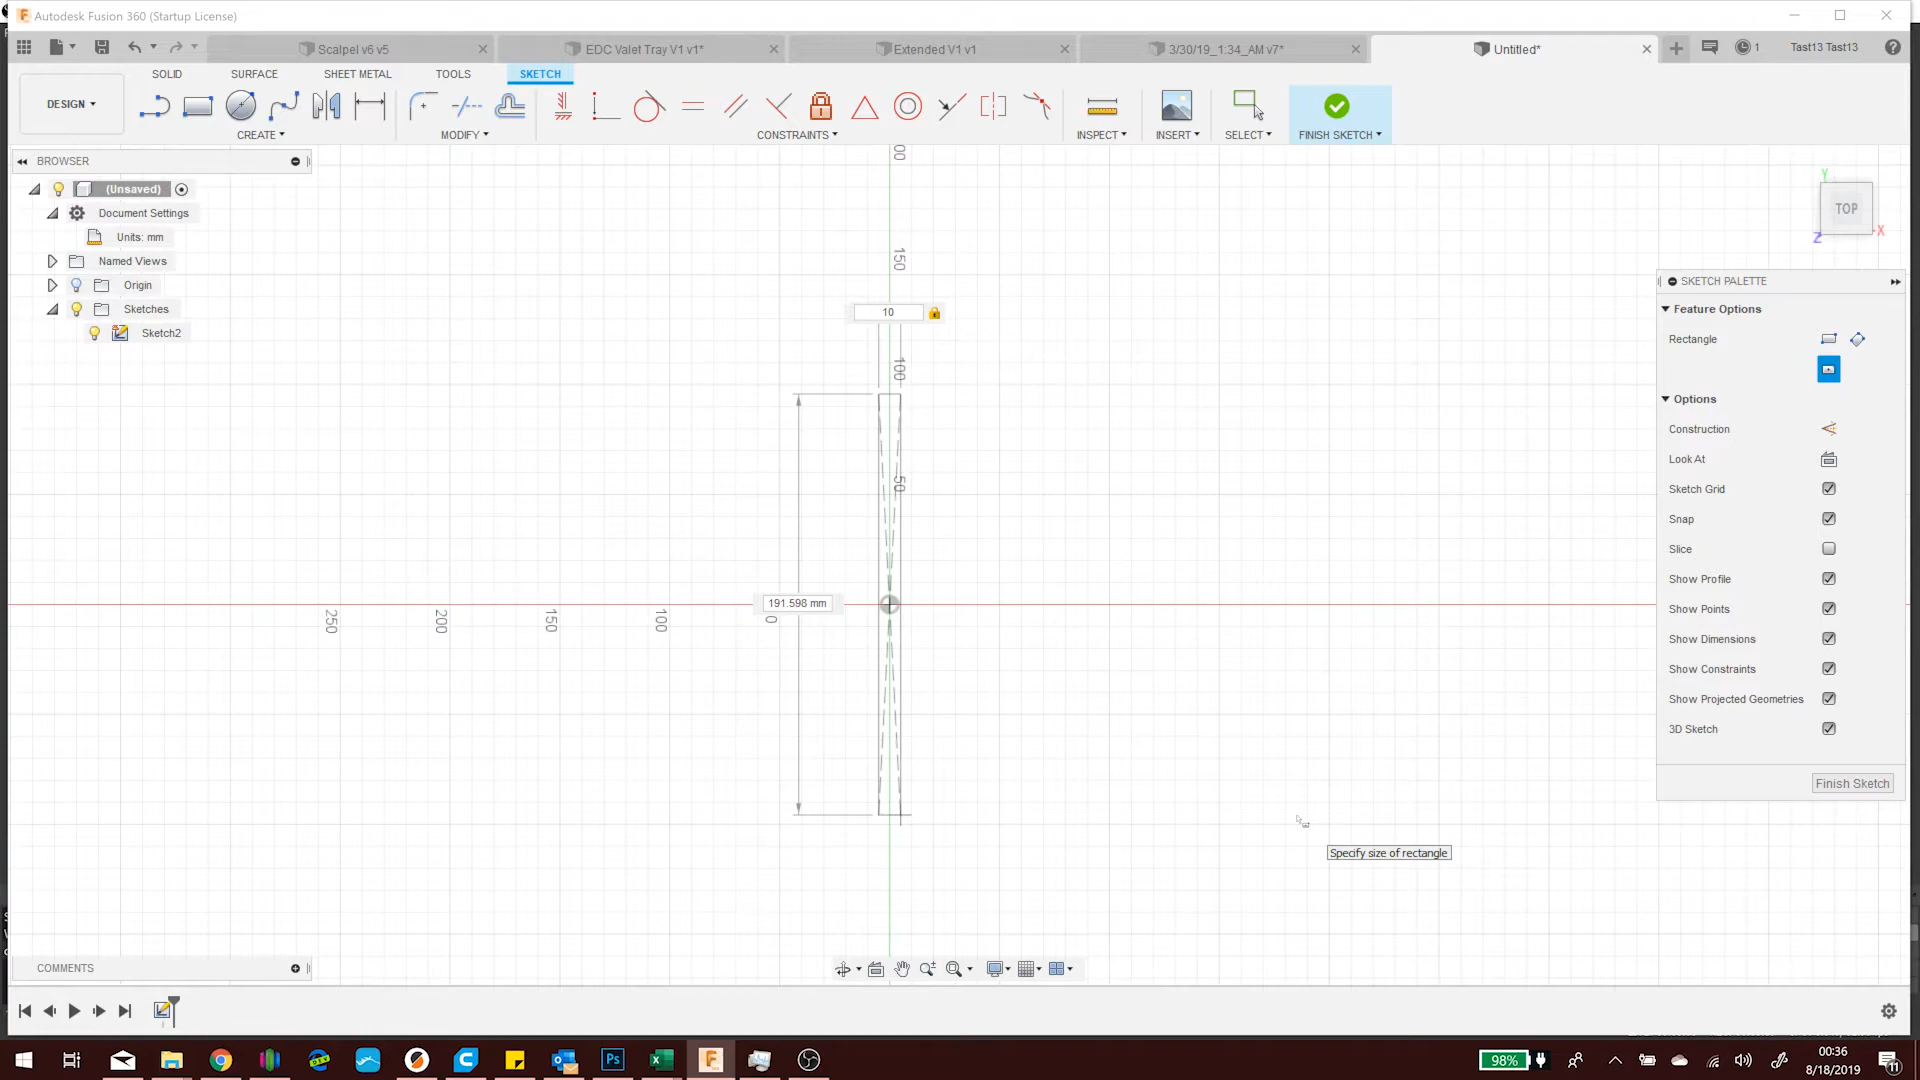 Autodesk Fusion 360 (Startup License)
Scalpel v6 v5
EDC Valet Tray V1 v1*
Extended V1 v1
3/30/19_1:34_AM v7*
Untitled*
1
Tast13 Tast13
DESIGN
SOLID
SURFACE
SHEET METAL
TOOLS
SKETCH
CREATE
MODIFY
CONSTRAINTS
INSPECT
INSERT
SELECT
FINISH SKETCH
BROWSER
(Unsaved)
Document Settings
Units: mm
Named Views
Origin
Sketches
Sketch2
00
150
10
100
50
191.598 mm
250
200
150
100
0
Y
TOP
X
Z
SKETCH PALETTE
Feature Options
Rectangle
Options
Construction
Look At
Sketch Grid
Snap
Slice
Show Profile
Show Points
Show Dimensions
Show Constraints
Show Projected Geometries
3D Sketch
Finish Sketch
Specify size of rectangle
COMMENTS
Ps
98%
00:36
8/18/2019
11